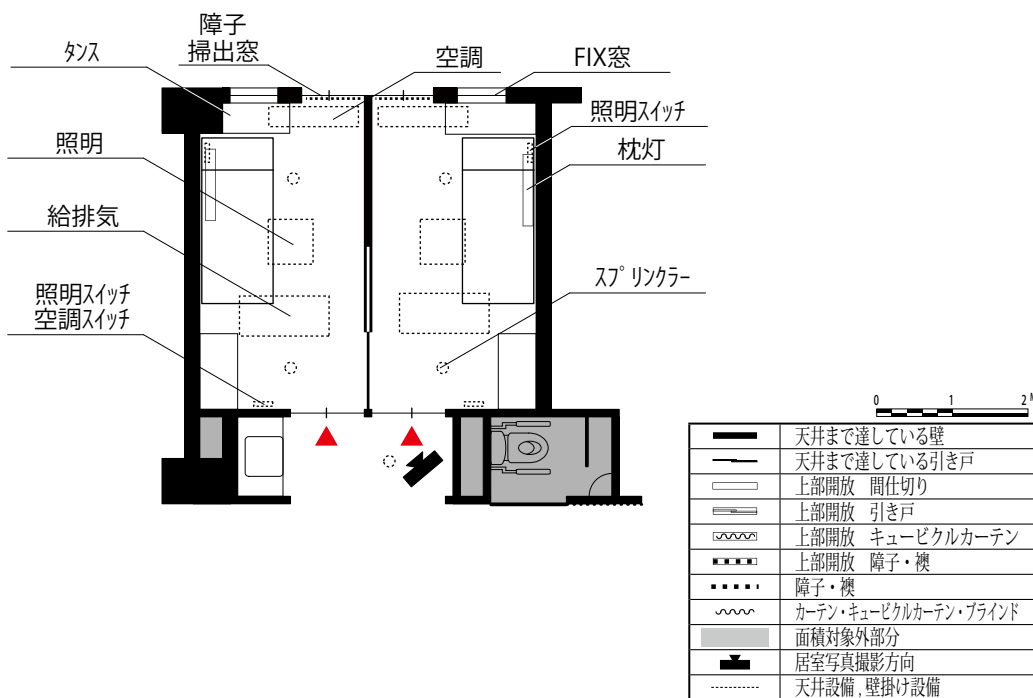 障子
掃出窓
タンス
空調
FIX窓
照明スイッチ
照明
枕灯
給排気
スプリンクラー
照明スイッチ
空調スイッチ
0 1 2M
天井まで達している壁
天井まで達している引き戸
上部開放 間仕切り
上部開放 引き戸
上部開放 キュービクルカーテン
上部開放 障子・襖
障子・襖
カーテン・キュービクルカーテン・ブラインド
面積対象外部分
居室写真撮影方向
天井設備,壁掛け設備